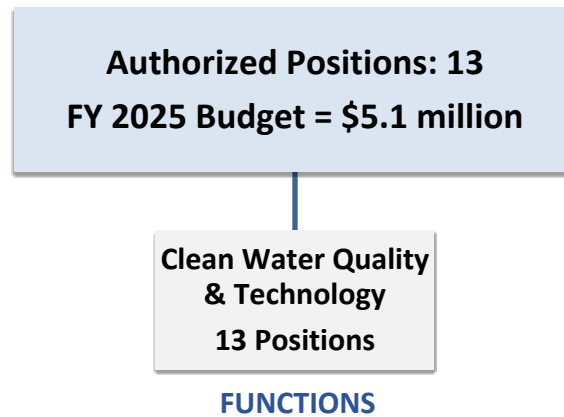 Authorized Positions: 13
FY 2025 Budget = $5.1 million
Clean Water Quality
& Technology
13 Positions
FUNCTIONS